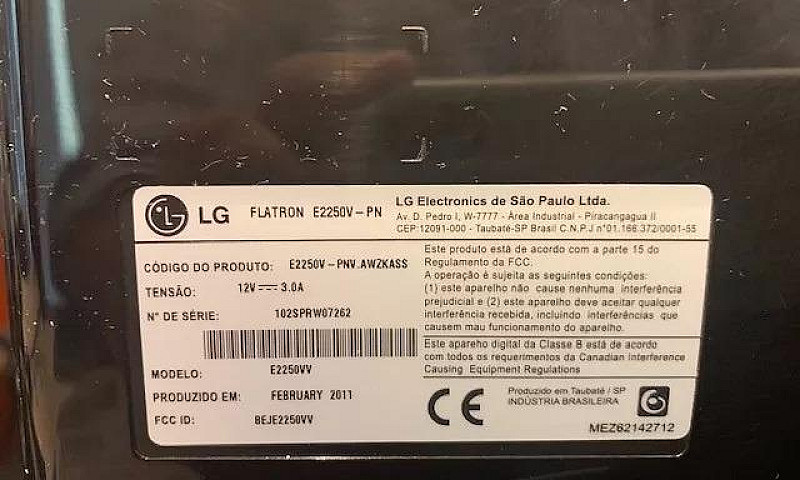 LG FLATRON E2250V-PN
LG Electronics de São Paulo Ltda.
Av. D. Pedro I, W-7777 - Área Industrial - Piracangagua II
CEP:12091-000 - Taubaté-SP Brasil C.N.P.J n°01.166.372/0001-55
CÓDIGO DO PRODUTO: E2250V-PNV.AWZKASS
TENSÃO: 12V 3.0A
N° DE SÉRIE: 102SPRW07262
MODELO: E2250VV
PRODUZIDO EM: FEBRUARY 2011
FCC ID: BEJE2250VV
Este produto está de acordo com a parte 15 do
Regulamento da FCC.
A operação é sujeita as seguintes condições:
(1) este aparelho não cause nenhuma interferência
prejudicial e (2) este aparelho deve aceitar qualquer
interferência recebida, incluindo interferências que
causem mau funcionamento do aparelho.
Este apareho digital da Classe B está de acordo
com todos os requerimentos da Canadian Interference
Causing Equipment Regulations
CE
Produzido em Taubaté / SP
INDÚSTRIA BRASILEIRA
MEZ62142712